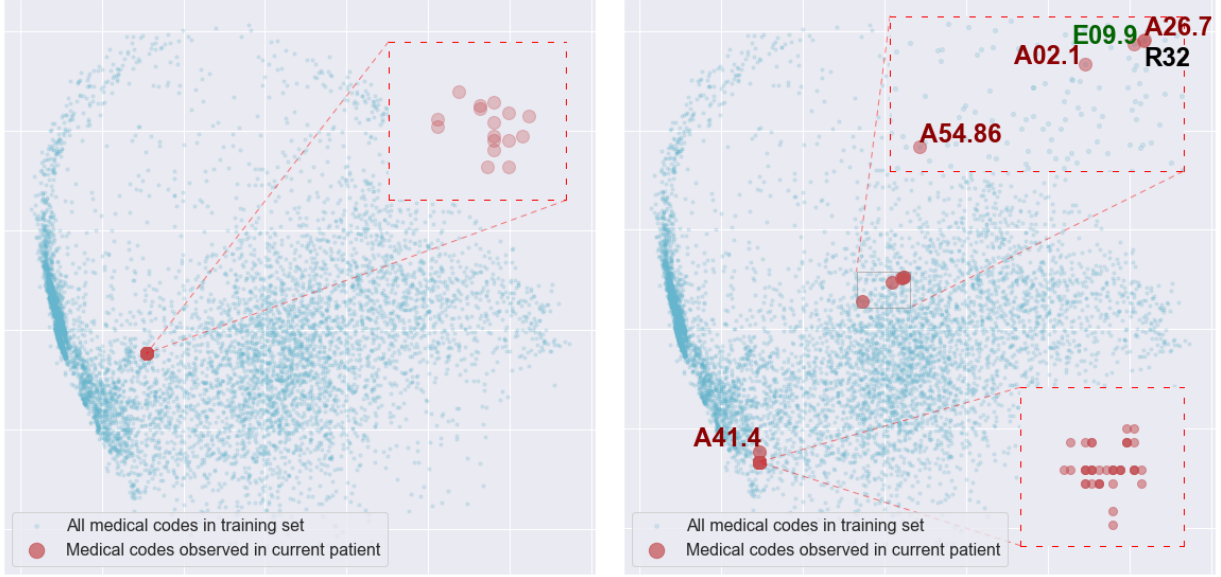 A26.7
E09.9
R32
A02.1
A54.86
A41.4
All medical codes in training set
Medical codes observed in current patient
All medical codes in training set
Medical codes observed in current patient